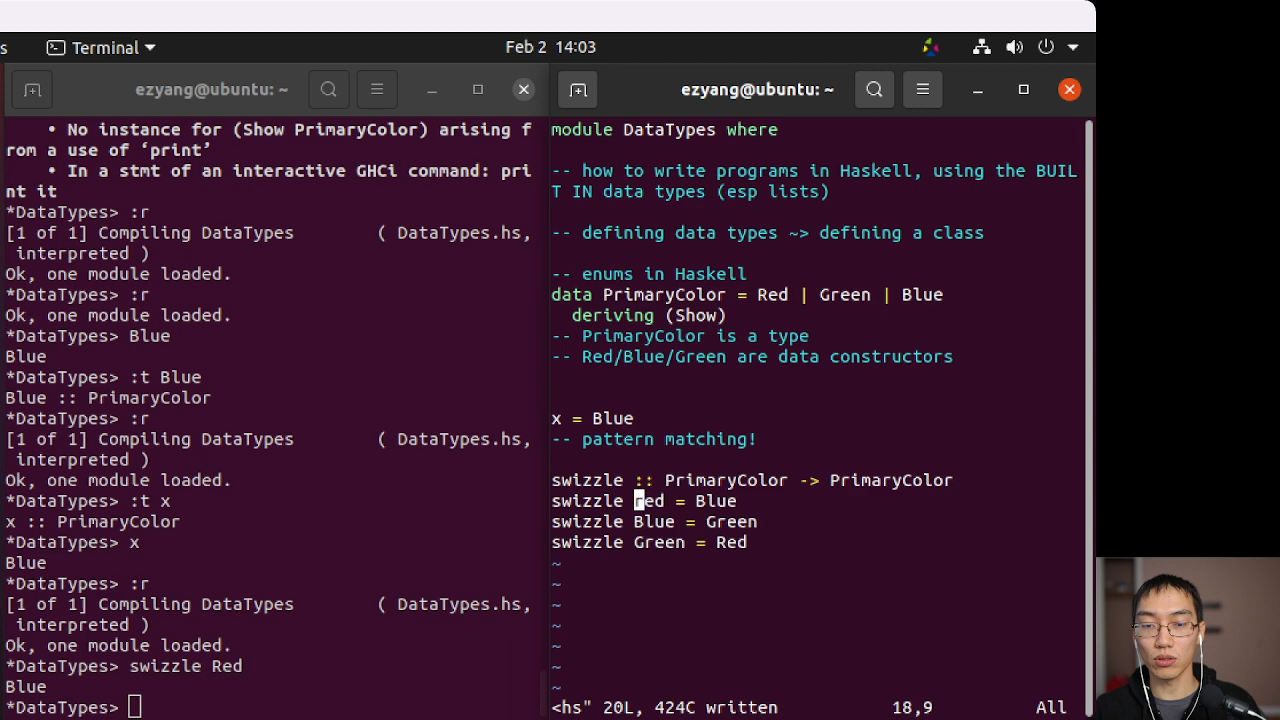 s Terminal Feb 2 14:03
ezyang@ubuntu: ~
• No instance for (Show PrimaryColor) arising f
rom a use of ‘print’
• In a stmt of an interactive GHCi command: pri
nt it
*DataTypes> :r
[1 of 1] Compiling DataTypes ( DataTypes.hs,
interpreted )
Ok, one module loaded.
*DataTypes> :r
Ok, one module loaded.
*DataTypes> Blue
Blue
*DataTypes> :t Blue
Blue :: PrimaryColor
*DataTypes> :r
[1 of 1] Compiling DataTypes ( DataTypes.hs,
interpreted )
Ok, one module loaded.
*DataTypes> :t x
x :: PrimaryColor
*DataTypes> x
Blue
*DataTypes> :r
[1 of 1] Compiling DataTypes ( DataTypes.hs,
interpreted )
Ok, one module loaded.
*DataTypes> swizzle Red
Blue
*DataTypes>
ezyang@ubuntu: ~
module DataTypes where
-- how to write programs in Haskell, using the BUIL
T IN data types (esp lists)
-- defining data types ~> defining a class
-- enums in Haskell
data PrimaryColor = Red | Green | Blue
deriving (Show)
-- PrimaryColor is a type
-- Red/Blue/Green are data constructors
x = Blue
-- pattern matching!
swizzle :: PrimaryColor -> PrimaryColor
swizzle red = Blue
swizzle Blue = Green
swizzle Green = Red
~
~
~
~
~
~
~
<hs" 20L, 424C written 18,9 All